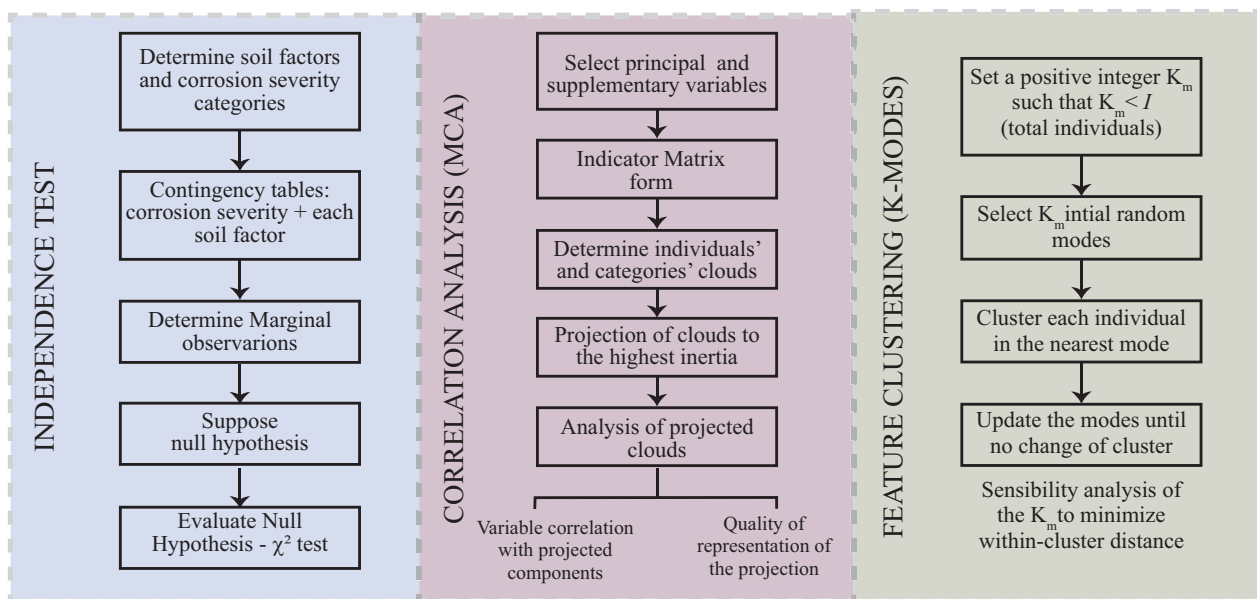 INDEPENDENCE TEST
Determine soil factors
and corrosion severity
categories
Contingency tables:
corrosion severity + each
soil factor
Determine Marginal
observarions
Suppose
null hypothesis
Evaluate Null
Hypothesis - χ² test
CORRELATION ANALYSIS (MCA)
Select principal and
supplementary variables
Indicator Matrix
form
Determine individuals'
and categories' clouds
Projection of clouds to
the highest inertia
Analysis of projected
clouds
Variable correlation
with projected
components
Quality of
representation of
the projection
FEATURE CLUSTERING (K-MODES)
Set a positive integer Kₘ
such that Kₘ < I
(total individuals)
Select Kₘ intial random
modes
Cluster each individual
in the nearest mode
Update the modes until
no change of cluster
Sensibility analysis of
the Kₘ to minimize
within-cluster distance